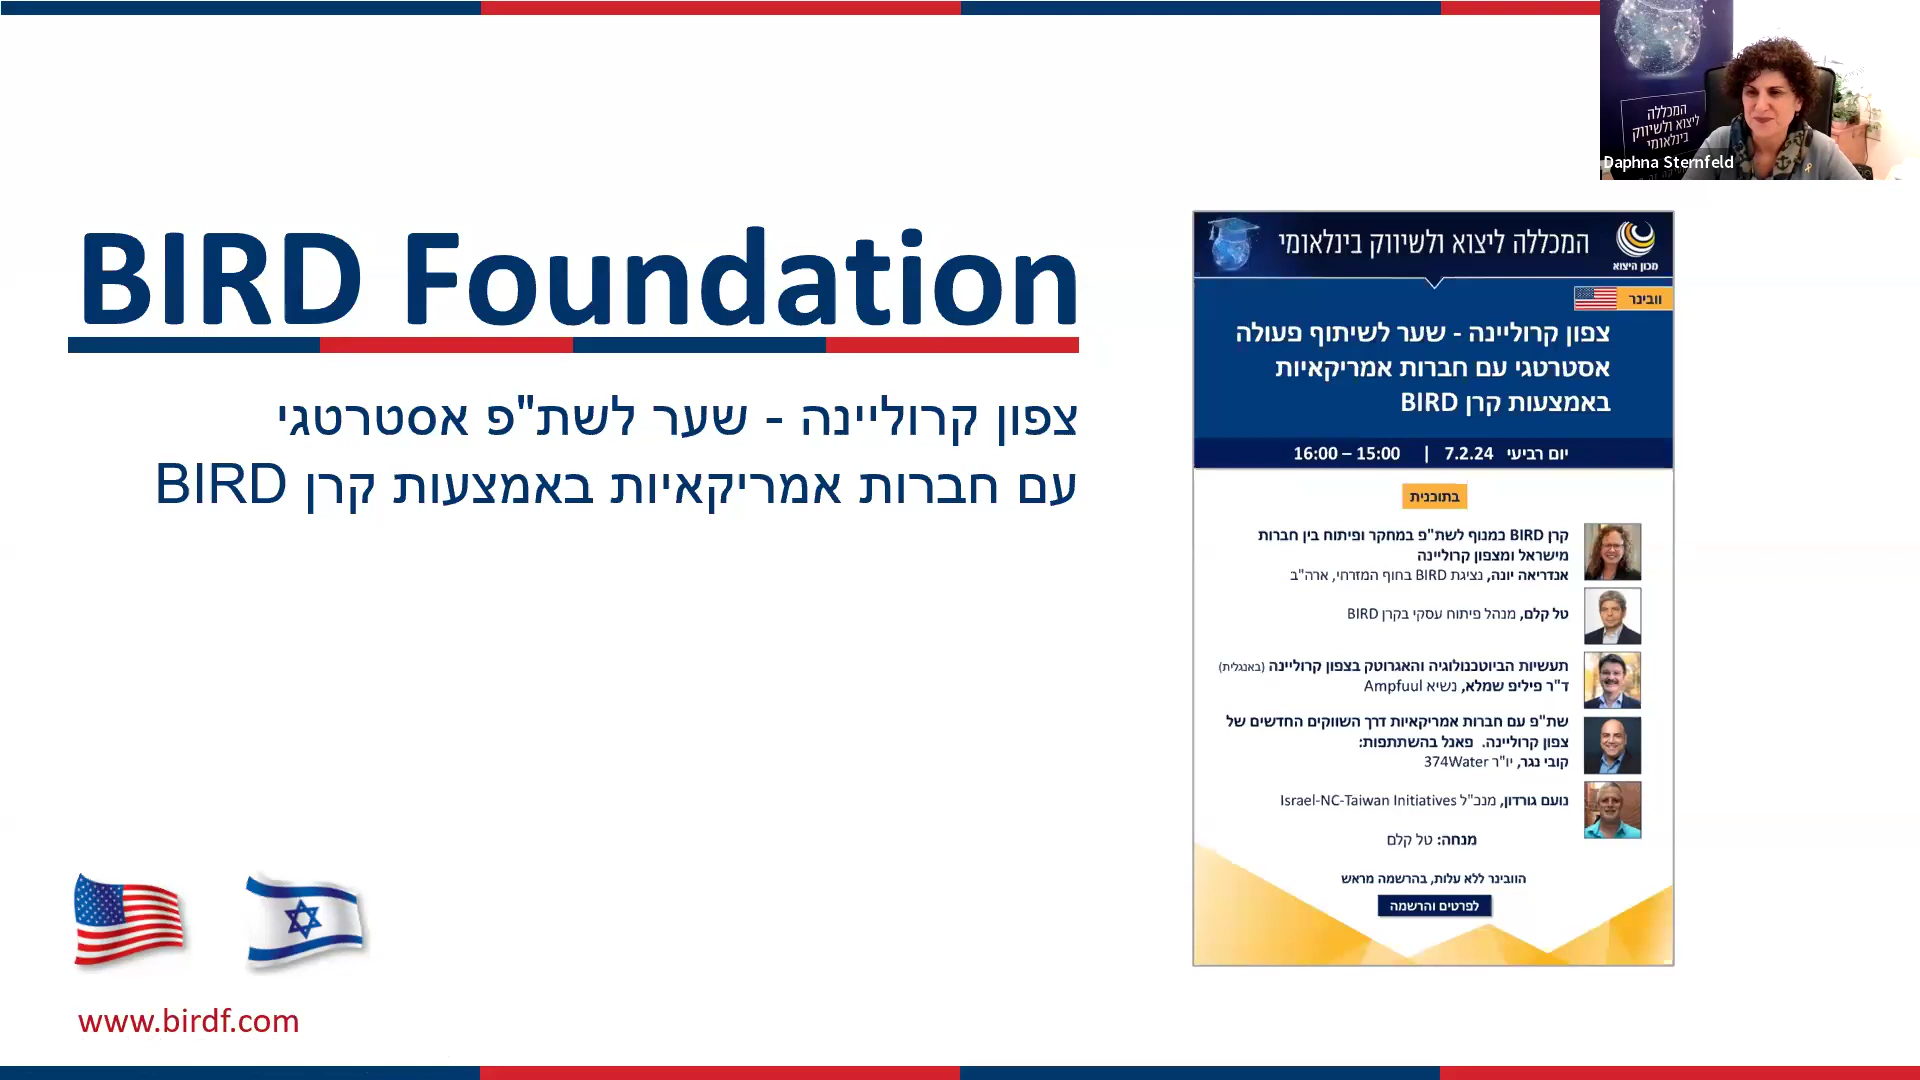 BIRD Foundation
צפון קרוליינה - שער לשת"פ אסטרטגי
עם חברות אמריקאיות באמצעות קרן BIRD
www.birdf.com
המכללה
ליצוא ולשיווק
בינלאומי
Daphna Sternfeld
המכללה ליצוא ולשיווק בינלאומי
מכון היצוא
וובינר
צפון קרוליינה - שער לשיתוף פעולה
אסטרטגי עם חברות אמריקאיות
באמצעות קרן BIRD
יום רביעי 7.2.24 | 15:00 – 16:00
בתוכנית
קרן BIRD כמנוף לשת"פ במחקר ופיתוח בין חברות
מישראל ומצפון קרוליינה
אנדריאה יונה, נציגת BIRD בחוף המזרחי, ארה"ב
טל קלם, מנהל פיתוח עסקי בקרן BIRD
תעשיות הביוטכנולוגיה והאגרוטק בצפון קרוליינה (באנגלית)
ד"ר פיליפ שמלא, נשיא Ampfuul
שת"פ עם חברות אמריקאיות דרך השווקים החדשים של
צפון קרוליינה. פאנל בהשתתפות:
קובי נגר, יו"ר 374Water
נועם גורדון, מנכ"ל Israel-NC-Taiwan Initiatives
מנחה: טל קלם
הוובינר ללא עלות, בהרשמה מראש
לפרטים והרשמה